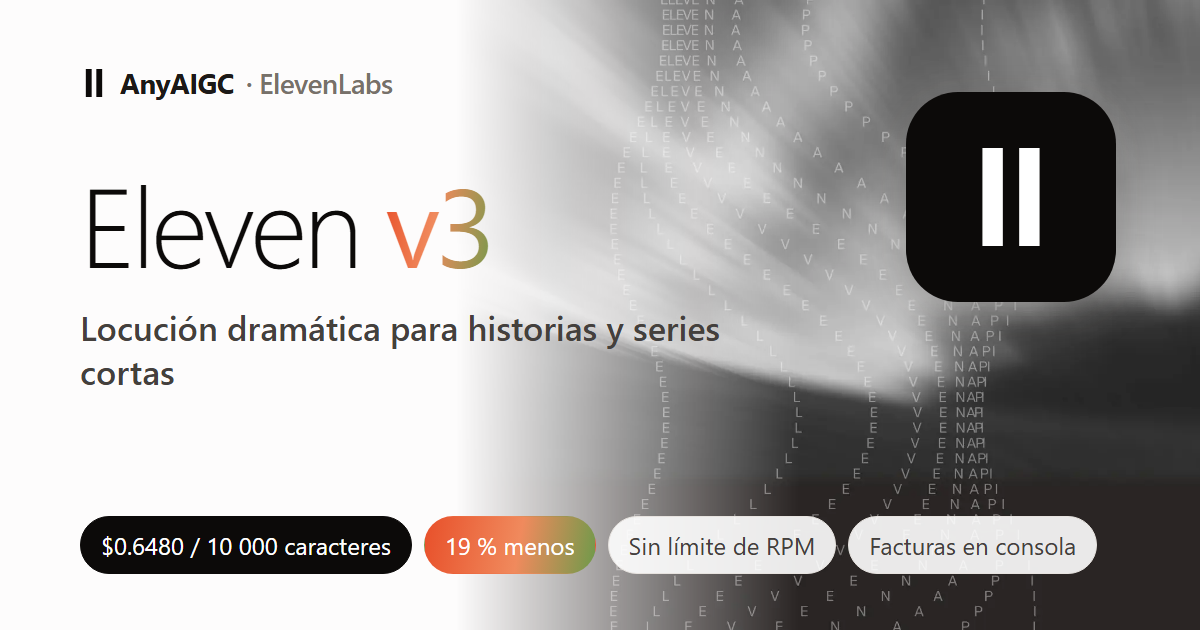 AnyAIGC · ElevenLabs
Eleven v3
Locución dramática para historias y series
cortas
$0.6480 / 10 000 caracteres
19 % menos
Sin límite de RPM
Facturas en consola